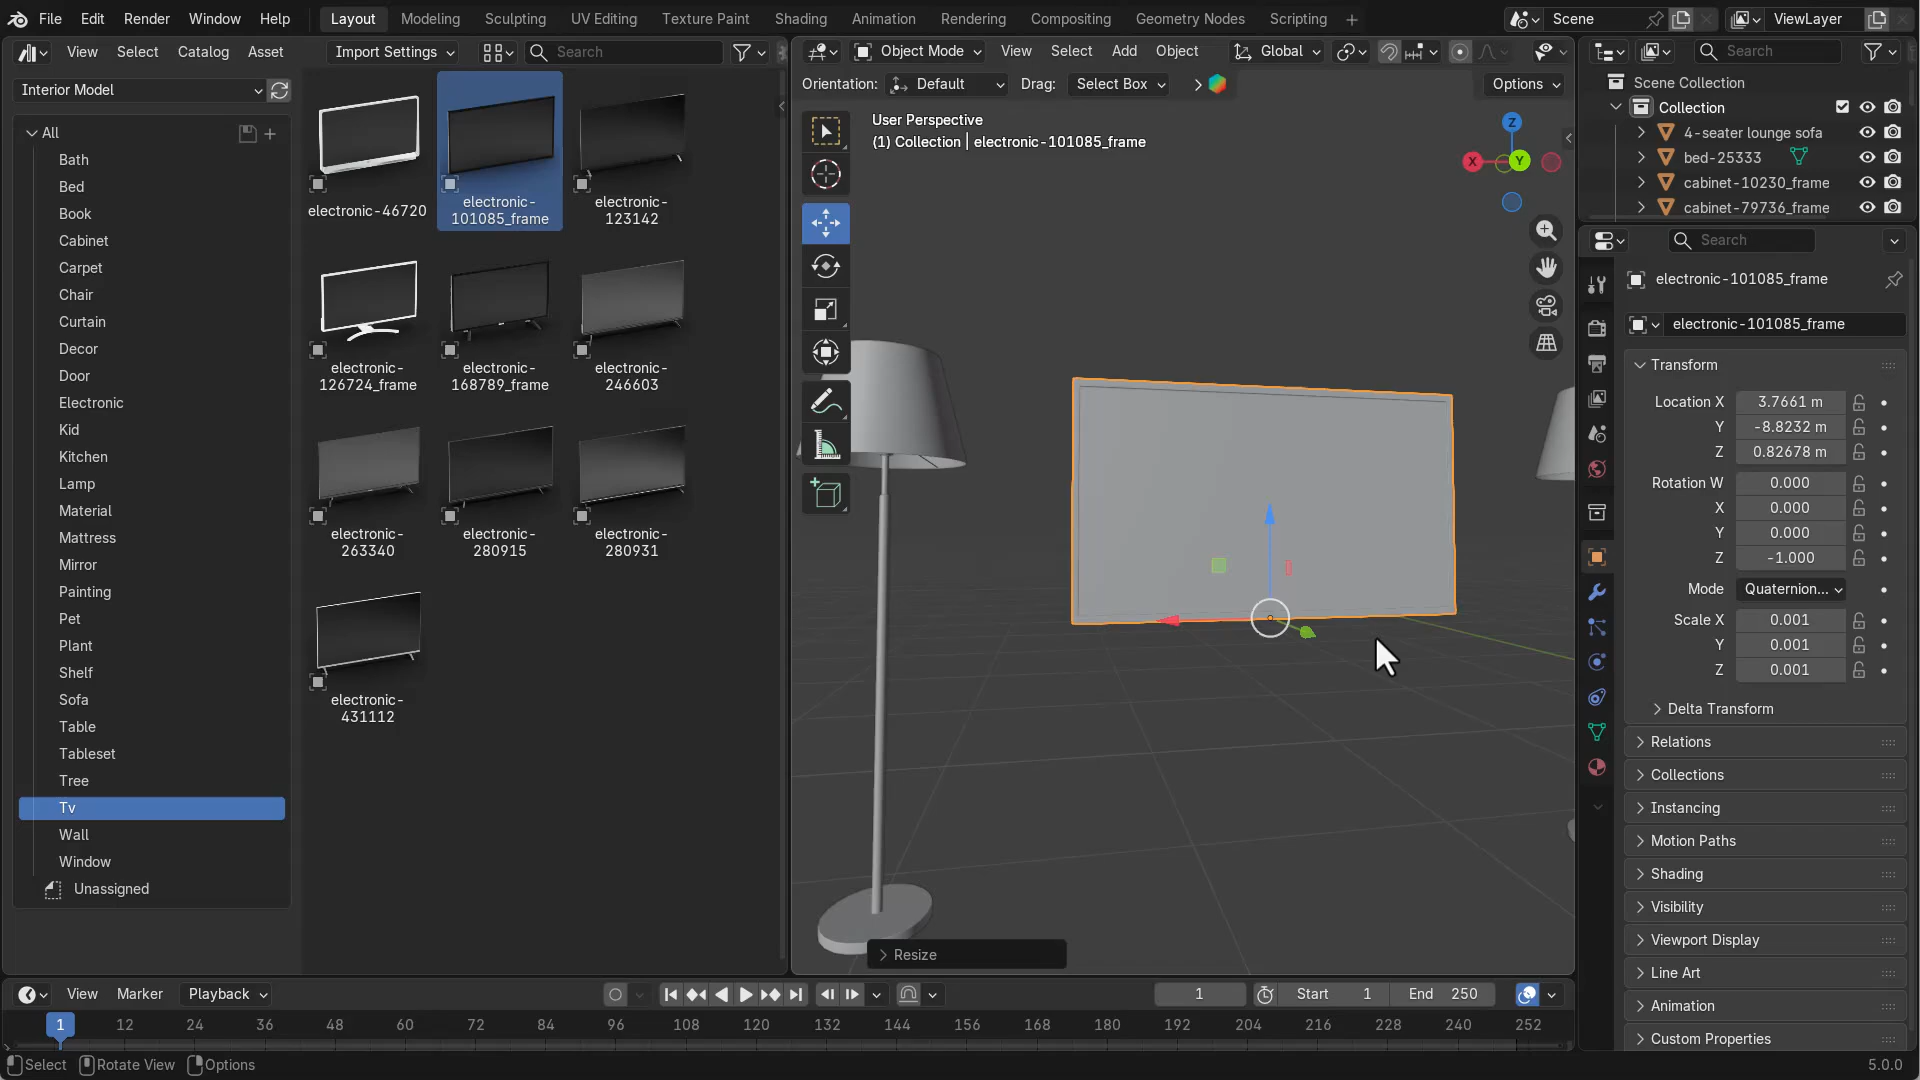 File Edit Render Window Help Layout Modeling Sculpting UV Editing Texture Paint Shading Animation Rendering Compositing Geometry Nodes Scripting Scene ViewLayer
View Select Catalog Asset Import Settings Search
Object Mode View Select Add Object Global
Orientation: Default Drag: Select Box Options
Interior Model
All
Bath
Bed
Book
Cabinet
Carpet
Chair
Curtain
Decor
Door
Electronic
Kid
Kitchen
Lamp
Material
Mattress
Mirror
Painting
Pet
Plant
Shelf
Sofa
Table
Tableset
Tree
Tv
Wall
Window
Unassigned
electronic-46720
electronic-
101085_frame
electronic-
123142
electronic-
126724_frame
electronic-
168789_frame
electronic-
246603
electronic-
263340
electronic-
280915
electronic-
280931
electronic-
431112
User Perspective
(1) Collection | electronic-101085_frame
Z
X
Y
Resize
Search
Scene Collection
Collection
4-seater lounge sofa
bed-25333
cabinet-10230_frame
cabinet-79736_frame
Search
electronic-101085_frame
electronic-101085_frame
Transform
Location X 3.7661 m
Y -8.8232 m
Z 0.82678 m
Rotation W 0.000
X 0.000
Y 0.000
Z -1.000
Mode Quaternion...
Scale X 0.001
Y 0.001
Z 0.001
Delta Transform
Relations
Collections
Instancing
Motion Paths
Shading
Visibility
Viewport Display
Line Art
Animation
Custom Properties
View Marker Playback 1 Start 1 End 250
1 12 24 36 48 60 72 84 96 108 120 132 144 156 168 180 192 204 216 228 240 252
Select Rotate View Options 5.0.0